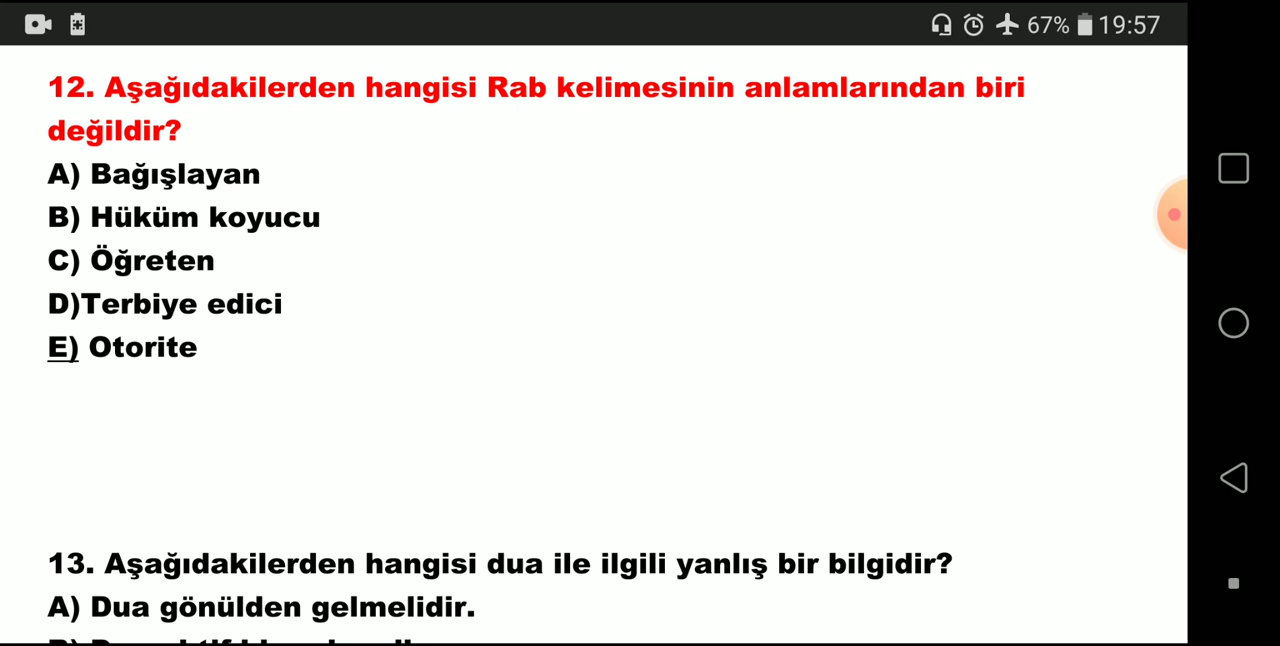 67% 19:57
12. Aşağıdakilerden hangisi Rab kelimesinin anlamlarından biri
değildir?
A) Bağışlayan
B) Hüküm koyucu
C) Öğreten
D)Terbiye edici
E) Otorite
13. Aşağıdakilerden hangisi dua ile ilgili yanlış bir bilgidir?
A) Dua gönülden gelmelidir.